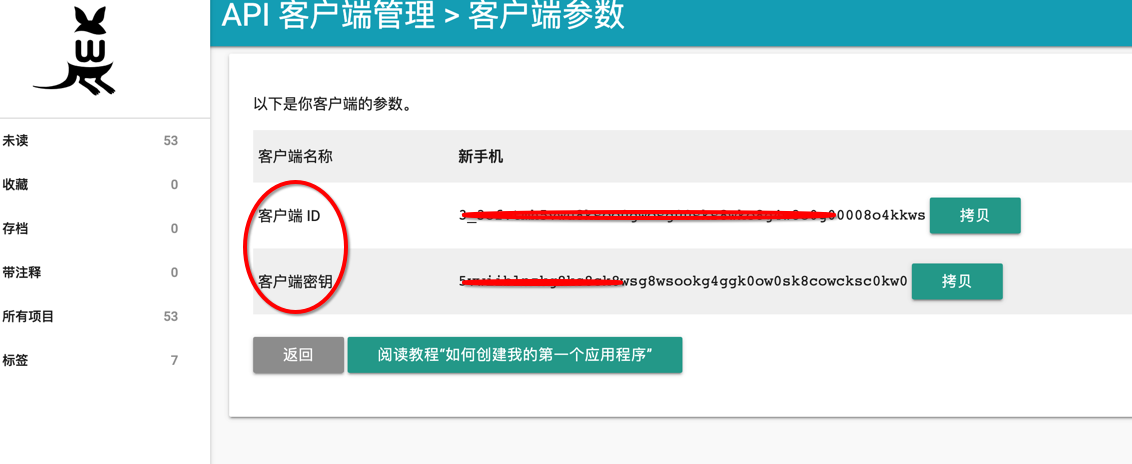 API 客户端管理 > 客户端参数
未读 53
收藏 0
存档 0
带注释 0
所有项目 53
标签 7
以下是你客户端的参数。
客户端名称 新手机
客户端 ID 00008o4kkws 拷贝
客户端密钥 wsg8wsookg4ggk0ow0sk8cowcksc0kw0 拷贝
返回 阅读教程“如何创建我的第一个应用程序”